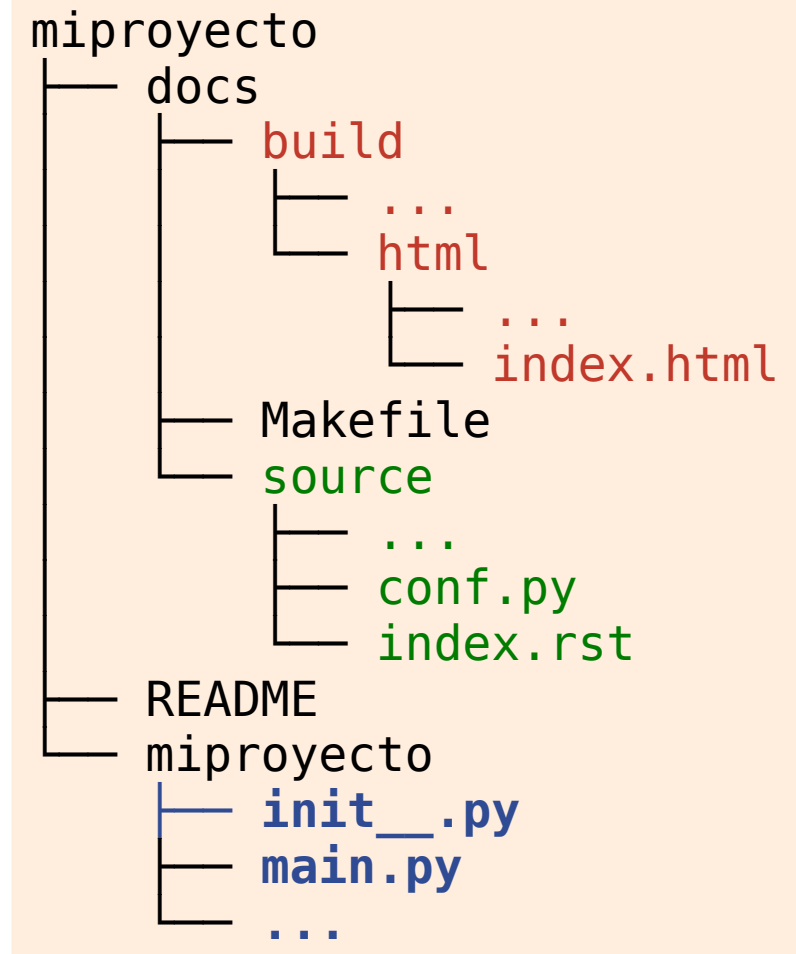 miproyecto
├── docs
│   ├── build
│   │   ├── ...
│   │   └── html
│   │       ├── ...
│   │       └── index.html
│   ├── Makefile
│   └── source
│       ├── ...
│       ├── conf.py
│       └── index.rst
├── README
└── miproyecto
    ├── init__.py
    ├── main.py
    └── ...